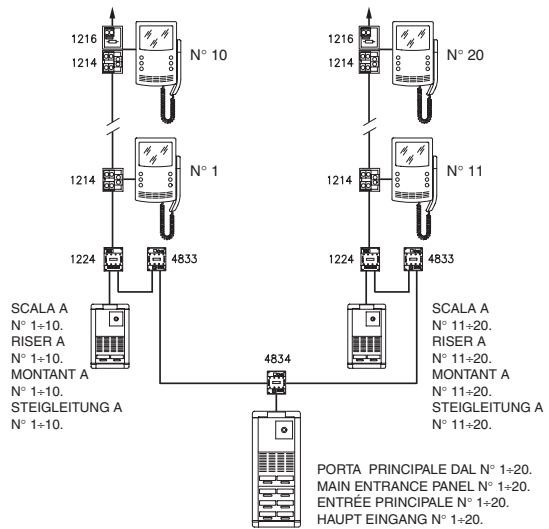 1216
1214
N° 10
1216
1214
N° 20
1214
N° 1
1214
N° 11
1224
4833
1224
4833
SCALA A
N° 1÷10.
RISER A
N° 1÷10.
MONTANT A
N° 1÷10.
STEIGLEITUNG A
N° 1÷10.
SCALA A
N° 11÷20.
RISER A
N° 11÷20.
MONTANT A
N° 11÷20.
STEIGLEITUNG A
N° 11÷20.
4834
PORTA PRINCIPALE DAL N° 1÷20.
MAIN ENTRANCE PANEL N° 1÷20.
ENTRÉE PRINCIPALE N° 1÷20.
HAUPT EINGANG N° 1÷20.